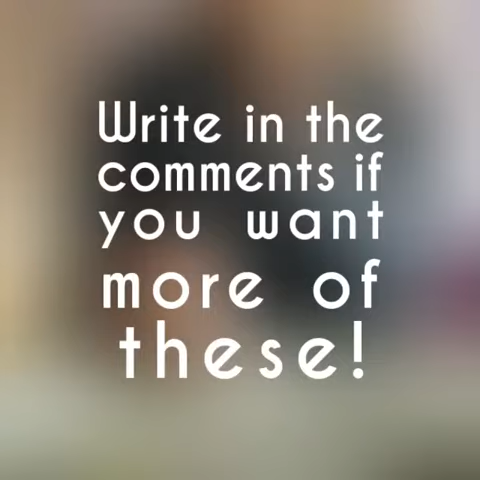 Write in the
comments if
you want
more of
these!